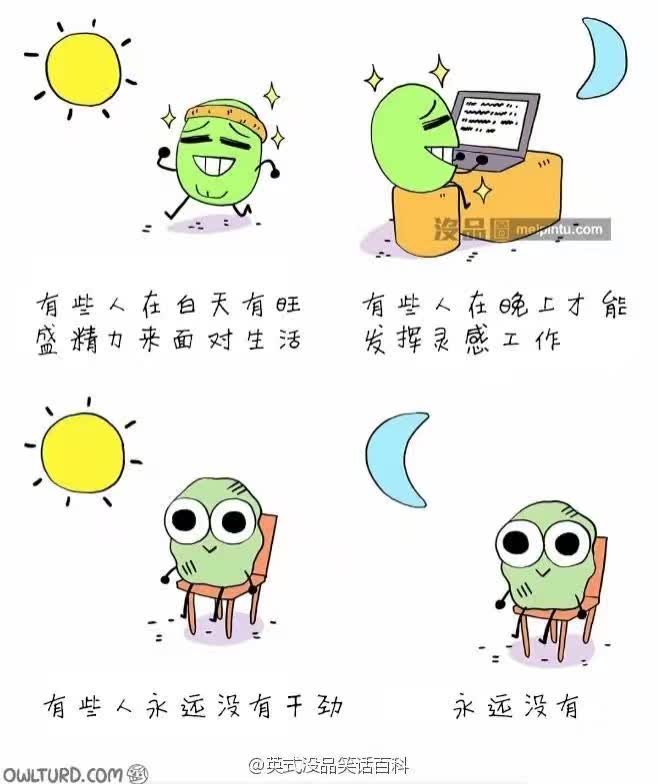 沒品圖 meipintu.com
有些人在白天有旺
盛精力来面对生活
有些人在晚上才能
发挥灵感工作
有些人永远没有干劲
永远没有
@英式没品笑话百科
OWLTURD.COM